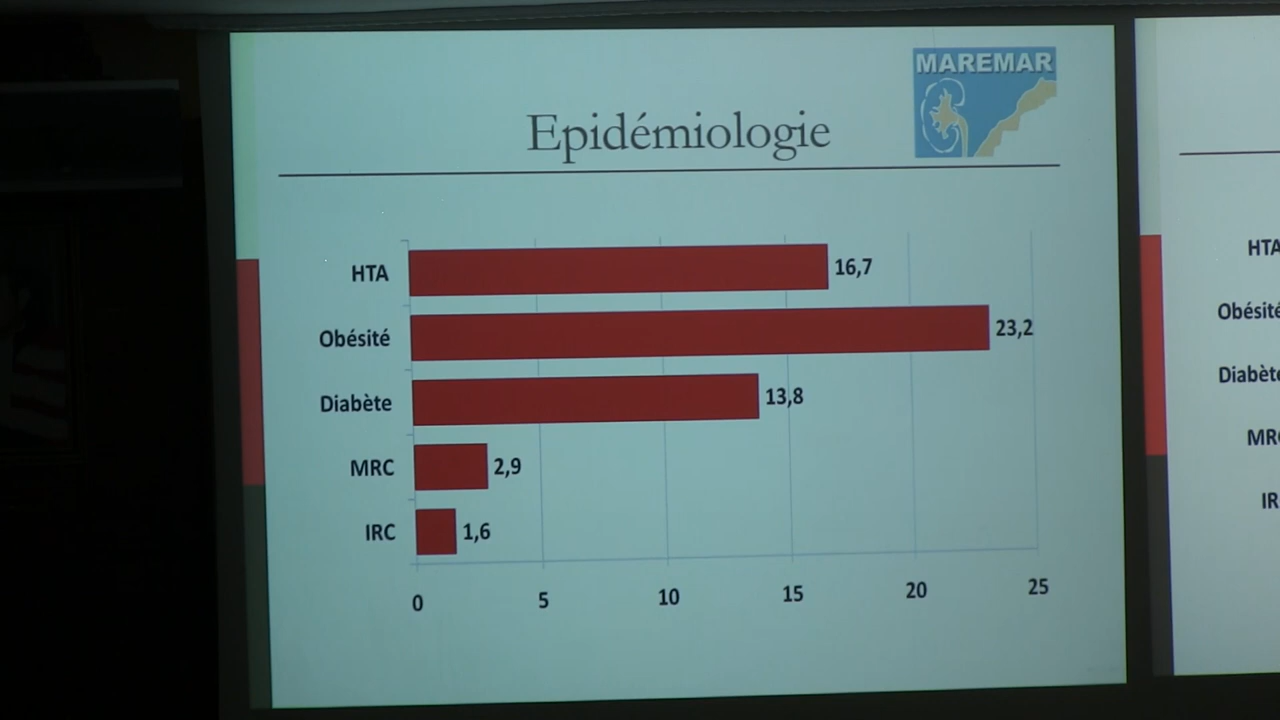 MAREMAR
Epidémiologie
HTA 16,7
Obésité 23,2
Diabète 13,8
MRC 2,9
IRC 1,6
0 5 10 15 20 25
HTA
Obésité
Diabète
MRC
IR